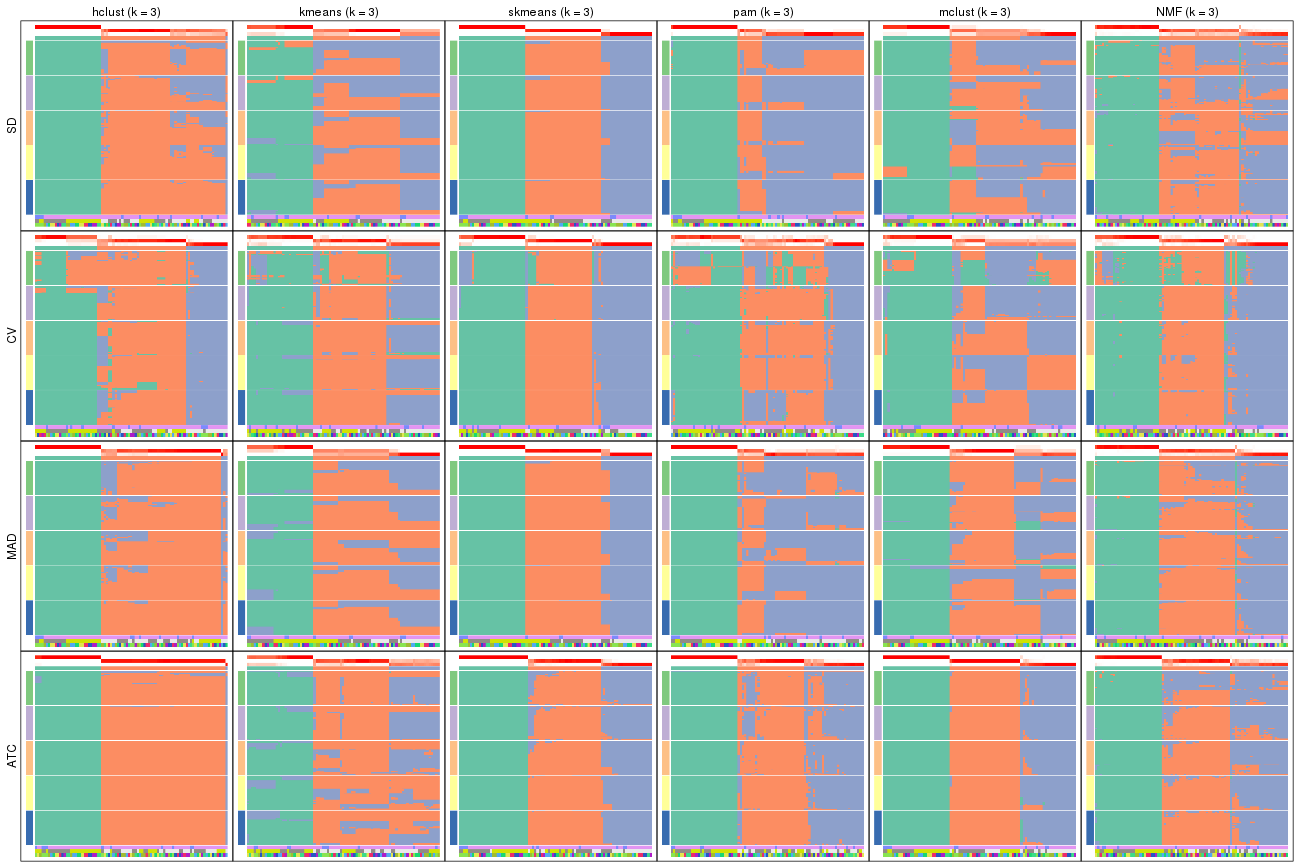 hclust (k = 3) kmeans (k = 3) skmeans (k = 3) pam (k = 3) mclust (k = 3) NMF (k = 3)
SD
CV
MAD
ATC